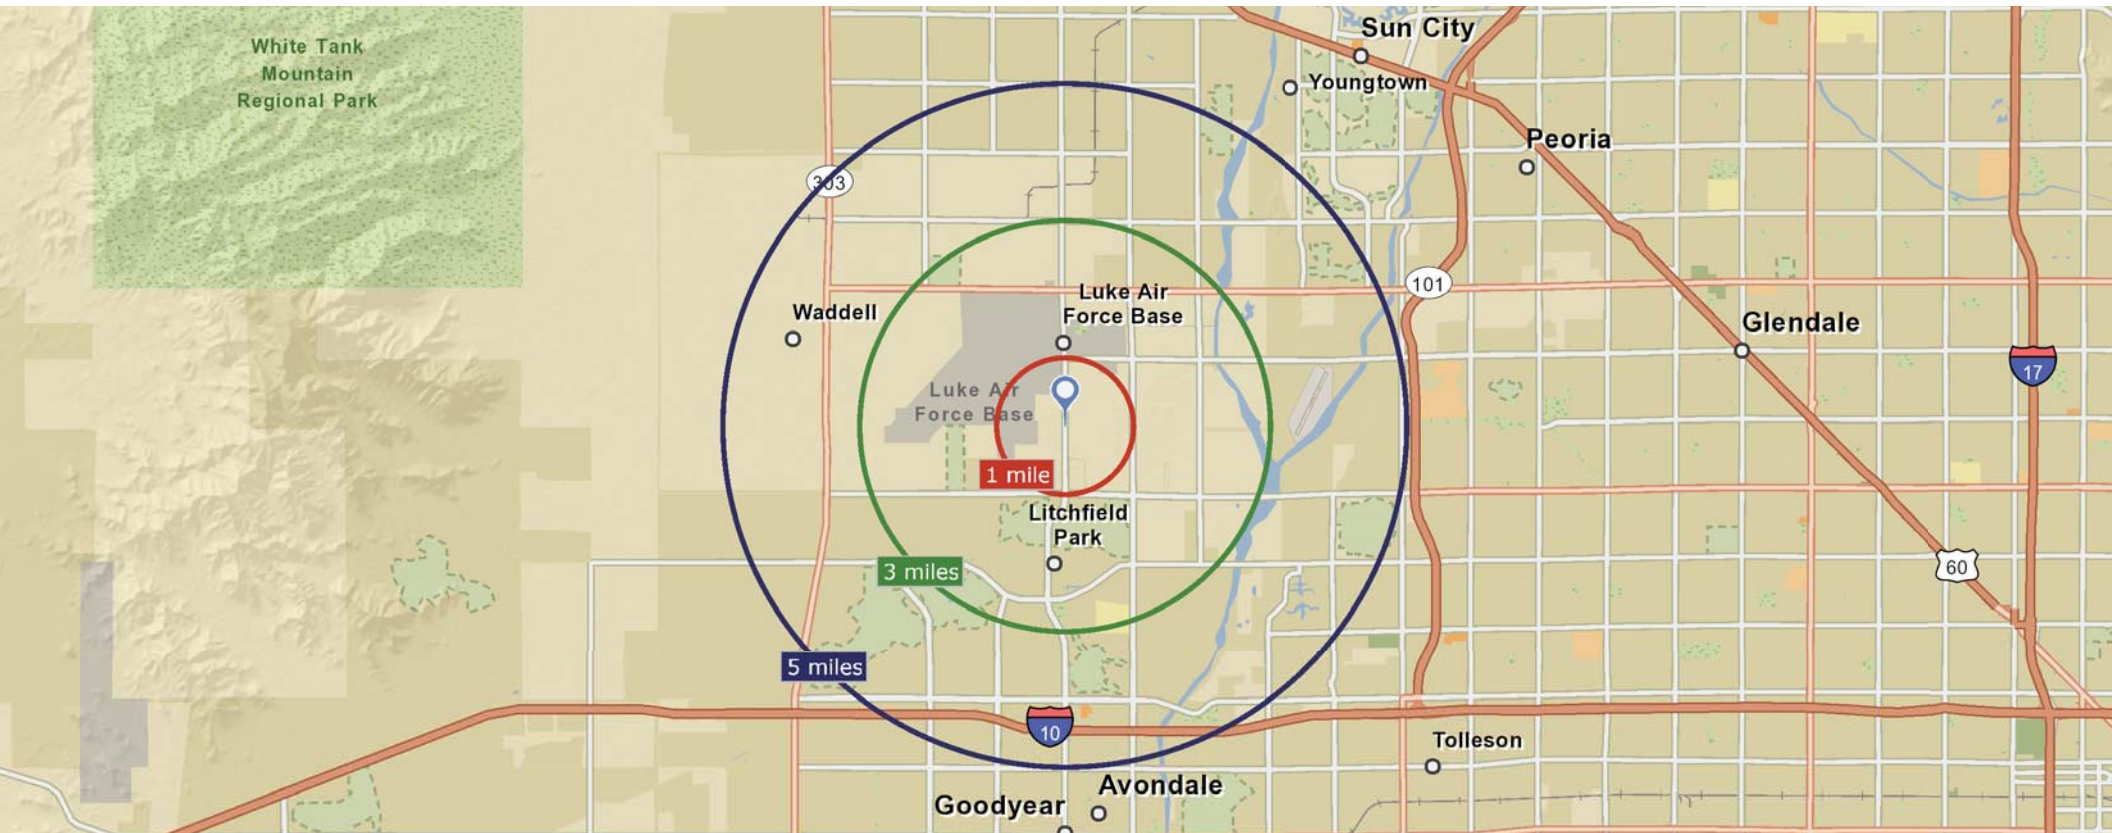 Sun City
White Tank
Mountain
Regional Park
Youngtown
Peoria
303
101
Luke Air
Force Base
Waddell
Glendale
17
Luke Air
Force Base
1 mile
Litchfield
Park
3 miles
60
5 miles
10
Tolleson
Avondale
Goodyear